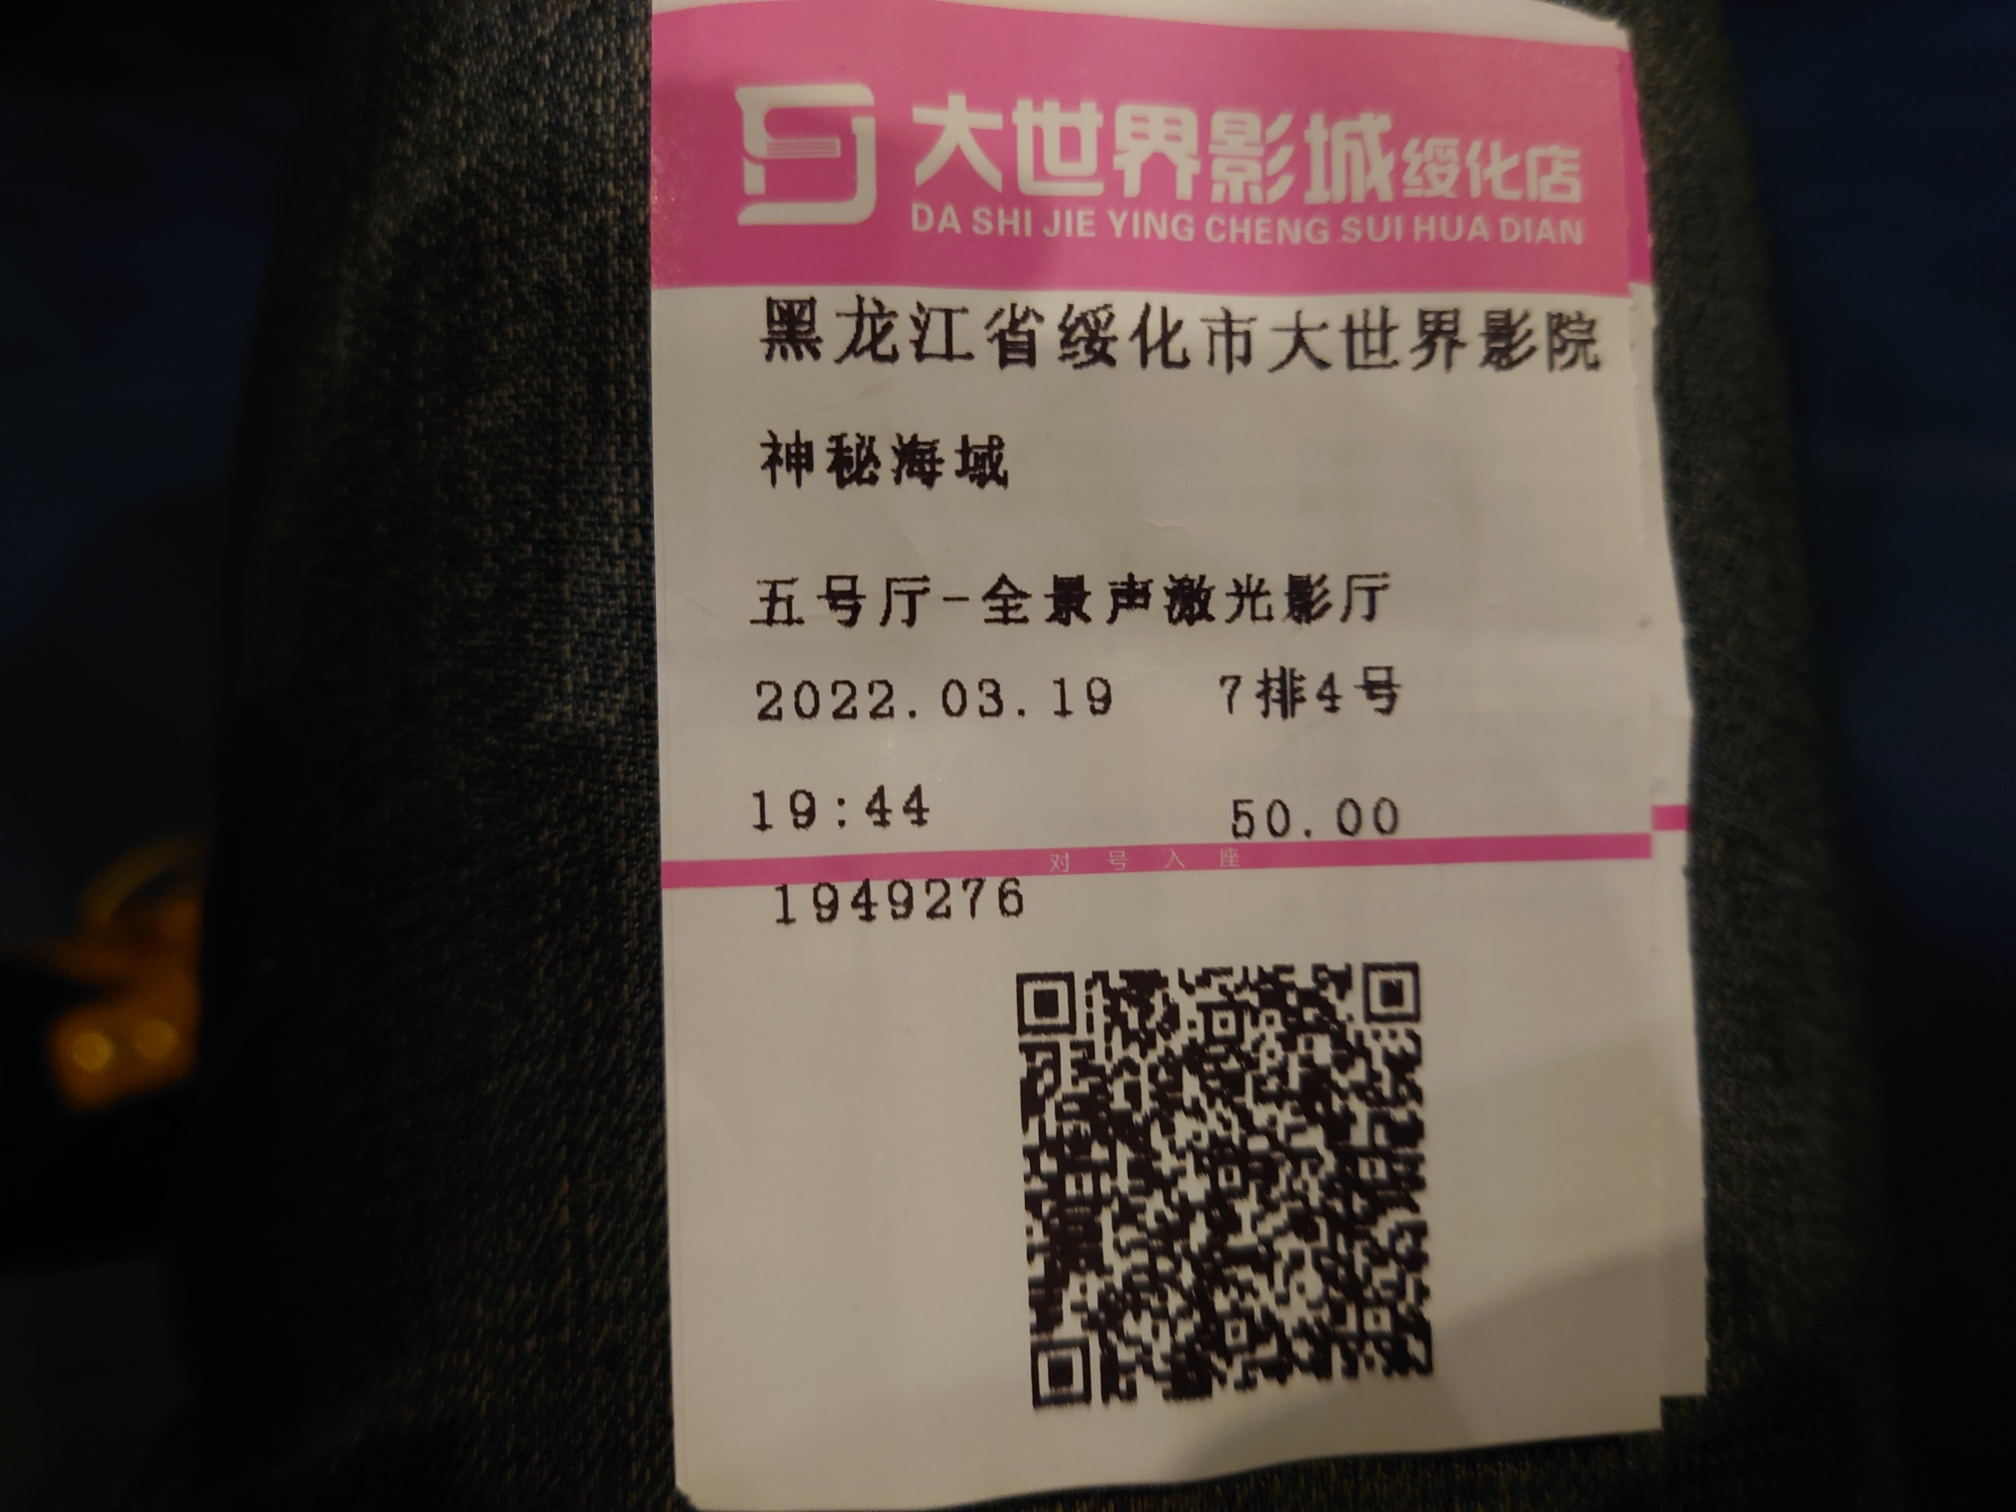 大世界影城绥化店
DA SHI JIE YING CHENG SUI HUA DIAN
黑龙江省绥化市大世界影院
神秘海域
五号厅-全景声激光影厅
2022.03.19 7排4号
19:44 50.00
对号入座
1949276